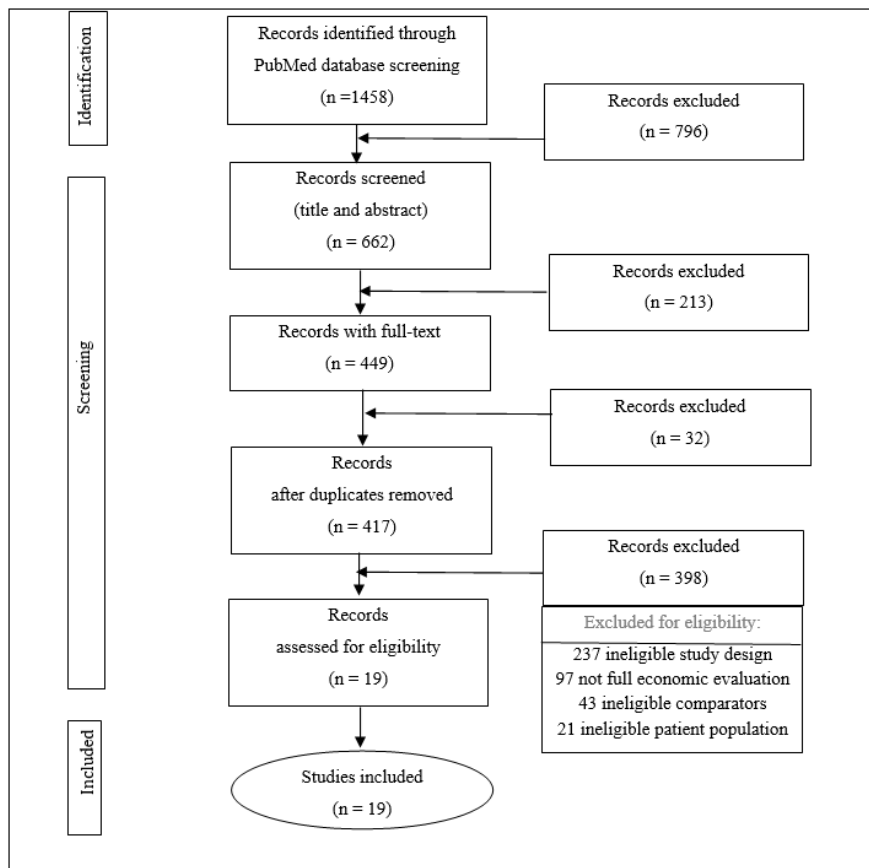 Identification
Records identified through
PubMed database screening
(n =1458)
Records excluded
(n = 796)
Screening
Records screened
(title and abstract)
(n = 662)
Records excluded
(n = 213)
Records with full-text
(n = 449)
Records excluded
(n = 32)
Records
after duplicates removed
(n = 417)
Records excluded
(n = 398)
Excluded for eligibility:
237 ineligible study design
97 not full economic evaluation
43 ineligible comparators
21 ineligible patient population
Records
assessed for eligibility
(n = 19)
Included
Studies included
(n = 19)